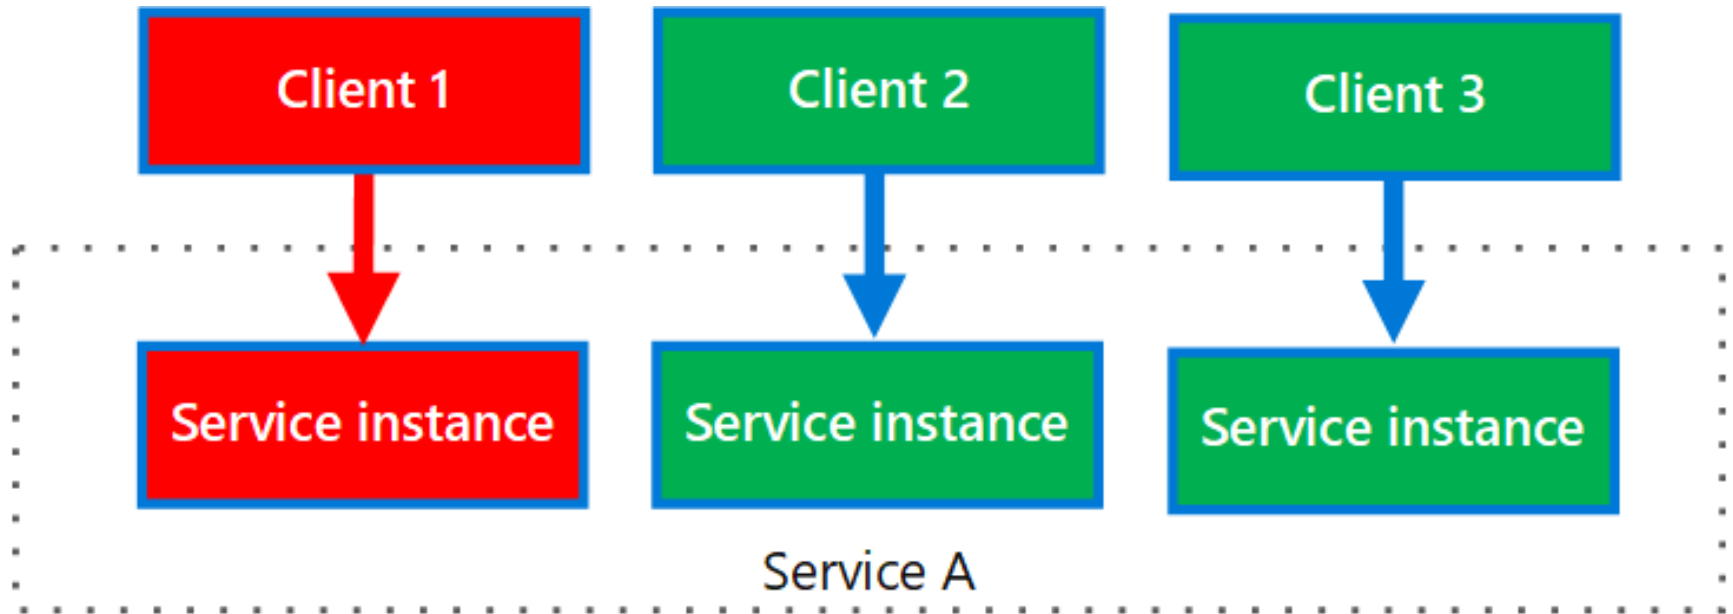 Client 1
Client 2
Client 3
Service instance
Service instance
Service instance
Service A